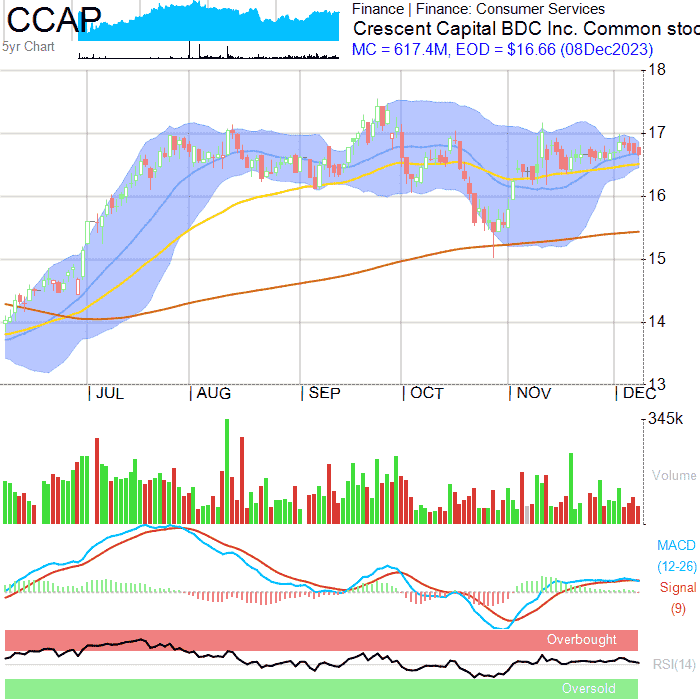 CCAP
5yr Chart
Finance | Finance: Consumer Services
Crescent Capital BDC Inc. Common stoc
MC = 617.4M, EOD = $16.66 (08Dec2023)
18
17
16
15
14
13
JUL AUG SEP OCT NOV DEC
345k
Volume
MACD
(12-26)
Signal
(9)
Overbought
RSI(14)
Oversold